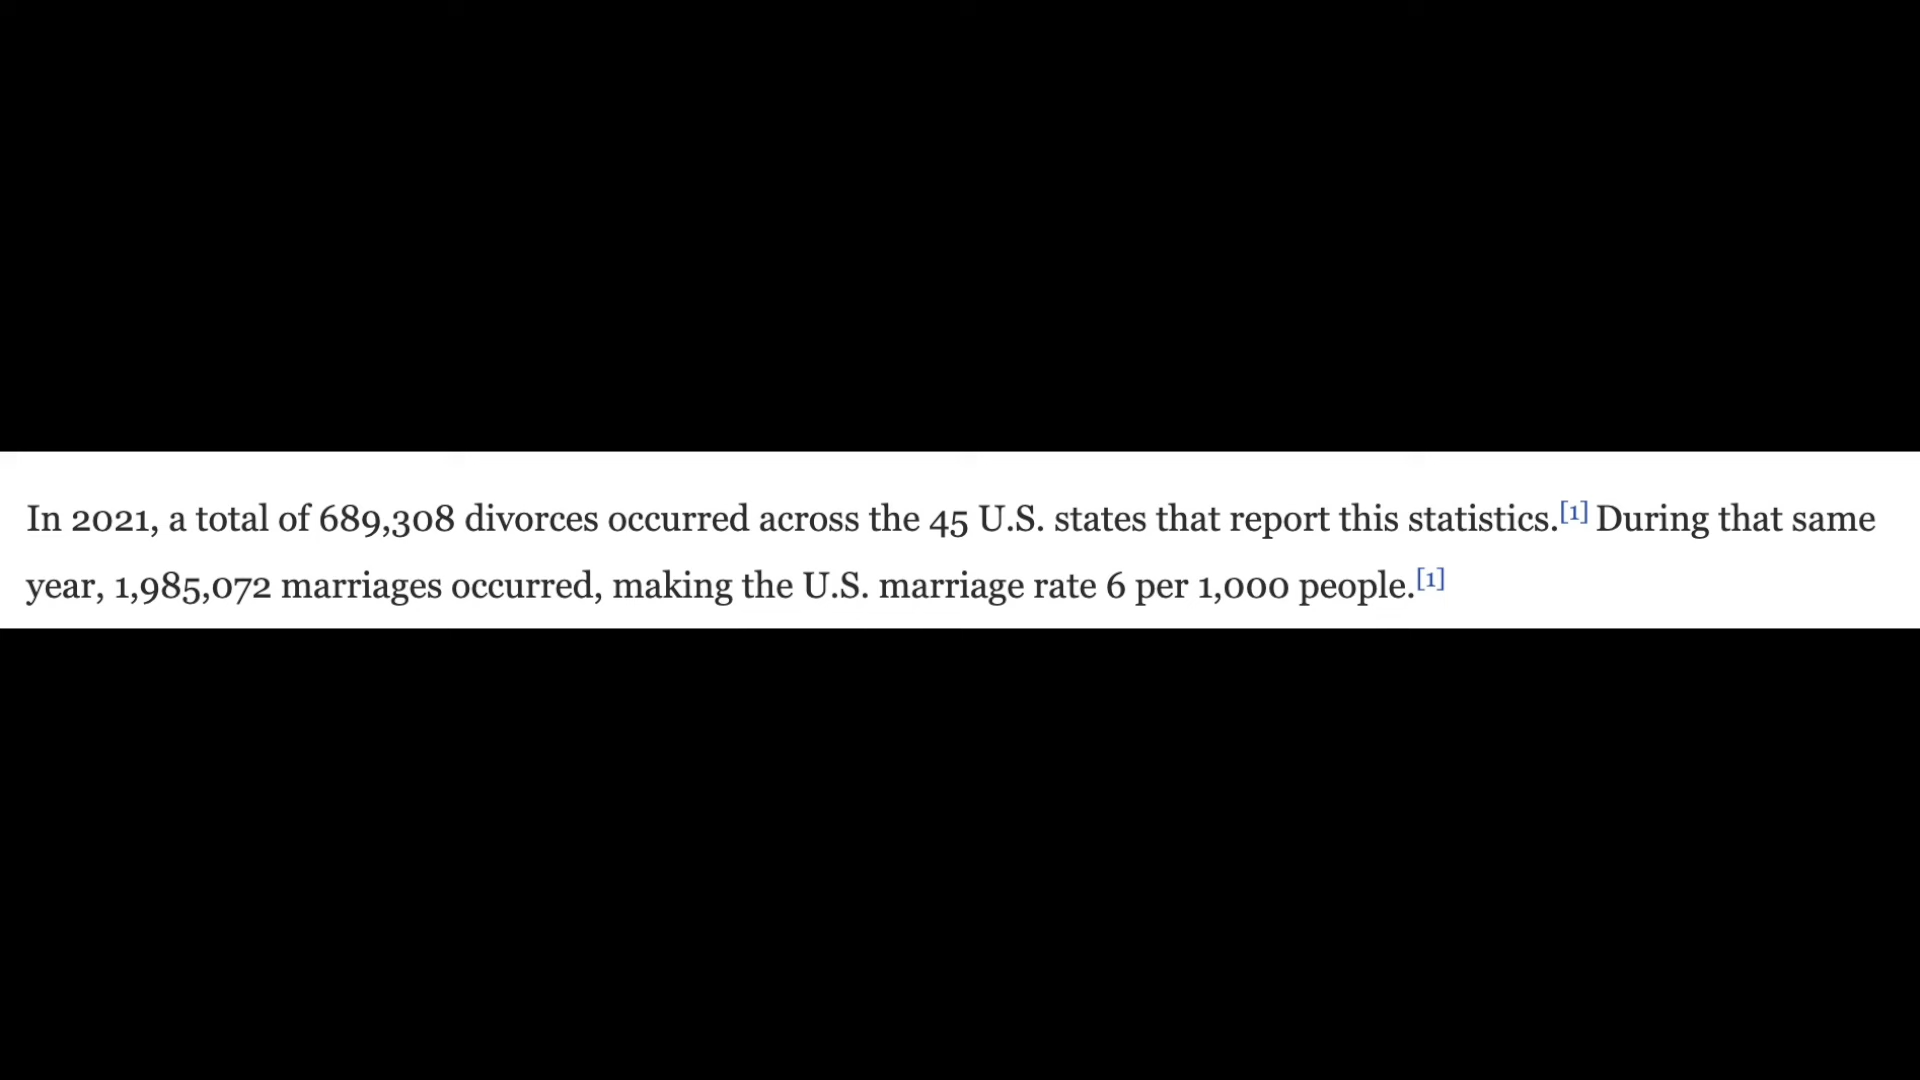 In 2021, a total of 689,308 divorces occurred across the 45 U.S. states that report this statistics.[1] During that same
year, 1,985,072 marriages occurred, making the U.S. marriage rate 6 per 1,000 people.[1]